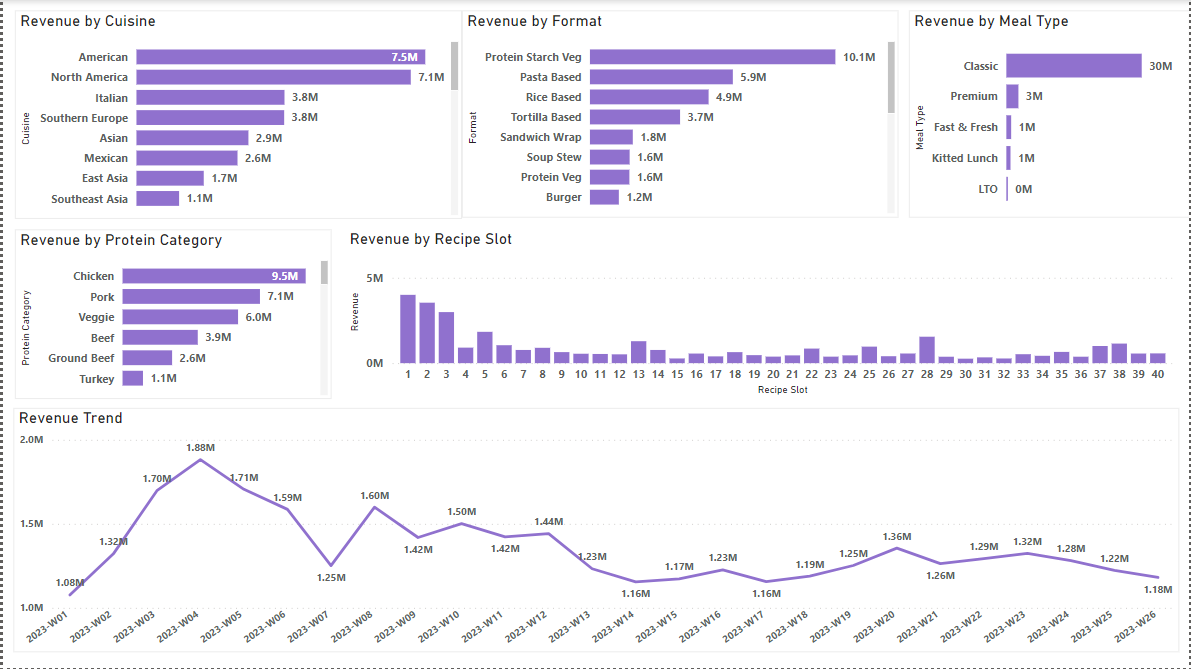 Revenue by Cuisine
Cuisine
American 7.5M
North America 7.1M
Italian 3.8M
Southern Europe 3.8M
Asian 2.9M
Mexican 2.6M
East Asia 1.7M
Southeast Asia 1.1M
Revenue by Format
Format
Protein Starch Veg 10.1M
Pasta Based 5.9M
Rice Based 4.9M
Tortilla Based 3.7M
Sandwich Wrap 1.8M
Soup Stew 1.6M
Protein Veg 1.6M
Burger 1.2M
Revenue by Meal Type
Meal Type
Classic 30M
Premium 3M
Fast & Fresh 1M
Kitted Lunch 1M
LTO 0M
Revenue by Protein Category
Protein Category
Chicken 9.5M
Pork 7.1M
Veggie 6.0M
Beef 3.9M
Ground Beef 2.6M
Turkey 1.1M
Revenue by Recipe Slot
Revenue
5M
0M
1 2 3 4 5 6 7 8 9 10 11 12 13 14 15 16 17 18 19 20 21 22 23 24 25 26 27 28 29 30 31 32 33 34 35 36 37 38 39 40
Recipe Slot
Revenue Trend
2.0M
1.5M
1.0M
1.08M 1.32M 1.70M 1.88M 1.71M 1.59M 1.25M 1.60M 1.42M 1.50M 1.42M 1.44M 1.23M 1.16M 1.17M 1.23M 1.16M 1.19M 1.25M 1.36M 1.26M 1.29M 1.32M 1.28M 1.22M 1.18M
2023-W01 2023-W02 2023-W03 2023-W04 2023-W05 2023-W06 2023-W07 2023-W08 2023-W09 2023-W10 2023-W11 2023-W12 2023-W13 2023-W14 2023-W15 2023-W16 2023-W17 2023-W18 2023-W19 2023-W20 2023-W21 2023-W22 2023-W23 2023-W24 2023-W25 2023-W26